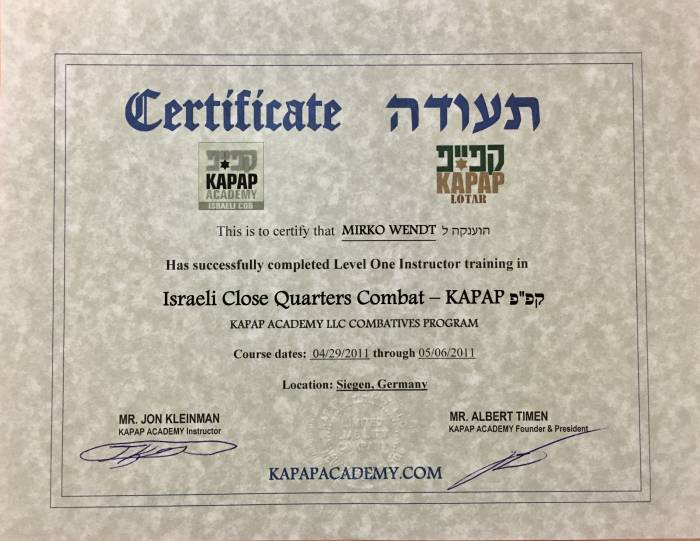 Certificate תעודה
קפ״פ
KAPAP
ACADEMY
ISRAELI CQB
קפ״פ
KAPAP
LOTAR
This is to certify that MIRKO WENDT הוענקה ל
Has successfully completed Level One Instructor training in
Israeli Close Quarters Combat – KAPAP קפ"פ
KAPAP ACADEMY LLC COMBATIVES PROGRAM
Course dates: 04/29/2011 through 05/06/2011
Location: Siegen, Germany
MR. JON KLEINMAN
KAPAP ACADEMY Instructor
MR. ALBERT TIMEN
KAPAP ACADEMY Founder & President
KAPAPACADEMY.COM